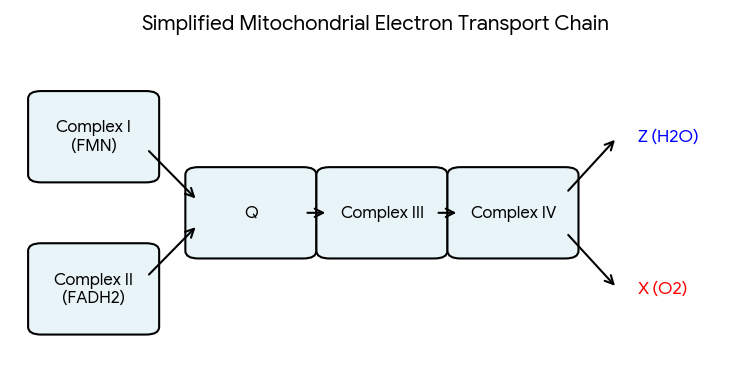 Simplified Mitochondrial Electron Transport Chain
Complex I
(FMN)
Z (H2O)
Q
Complex III
Complex IV
Complex II
(FADH2)
X (O2)